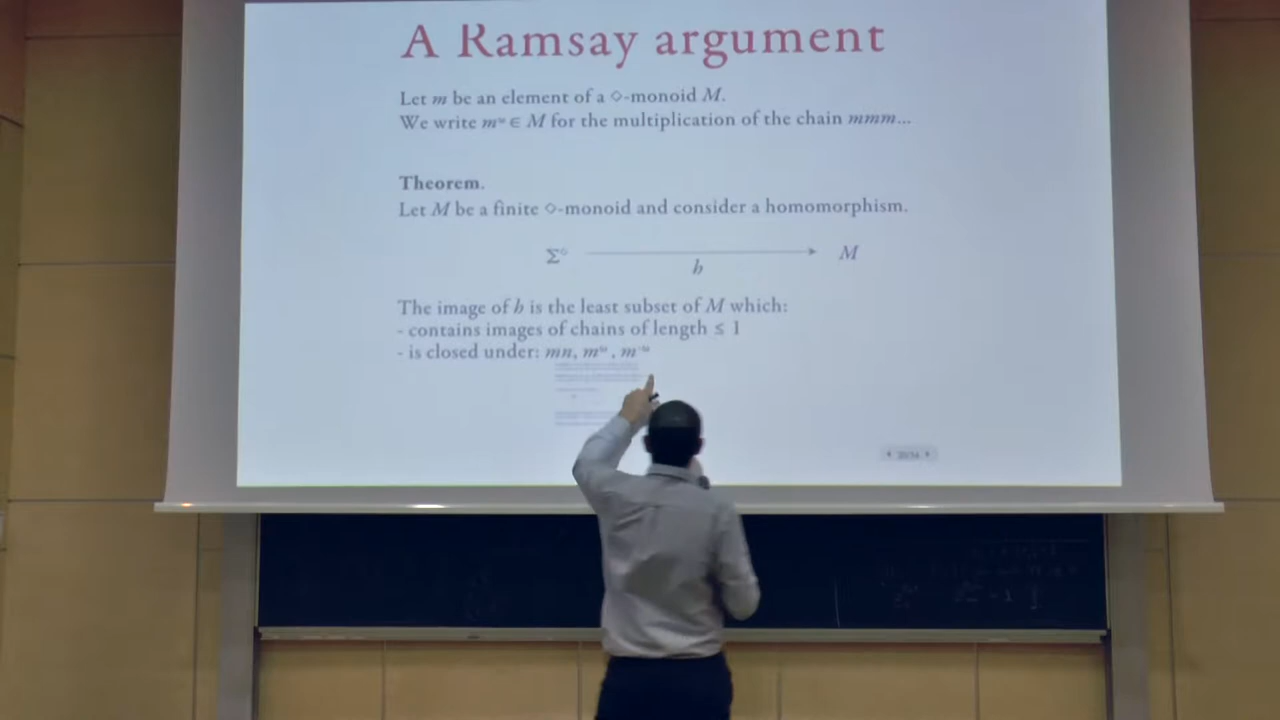 A Ramsay argument
Let m be an element of a ◇-monoid M.
We write mʷ ∈ M for the multiplication of the chain mmm...
Theorem.
Let M be a finite ◇-monoid and consider a homomorphism.
Σ◇ M
h
The image of h is the least subset of M which:
- contains images of chains of length ≤ 1
- is closed under: mn, mʷ, m⁻ʷ